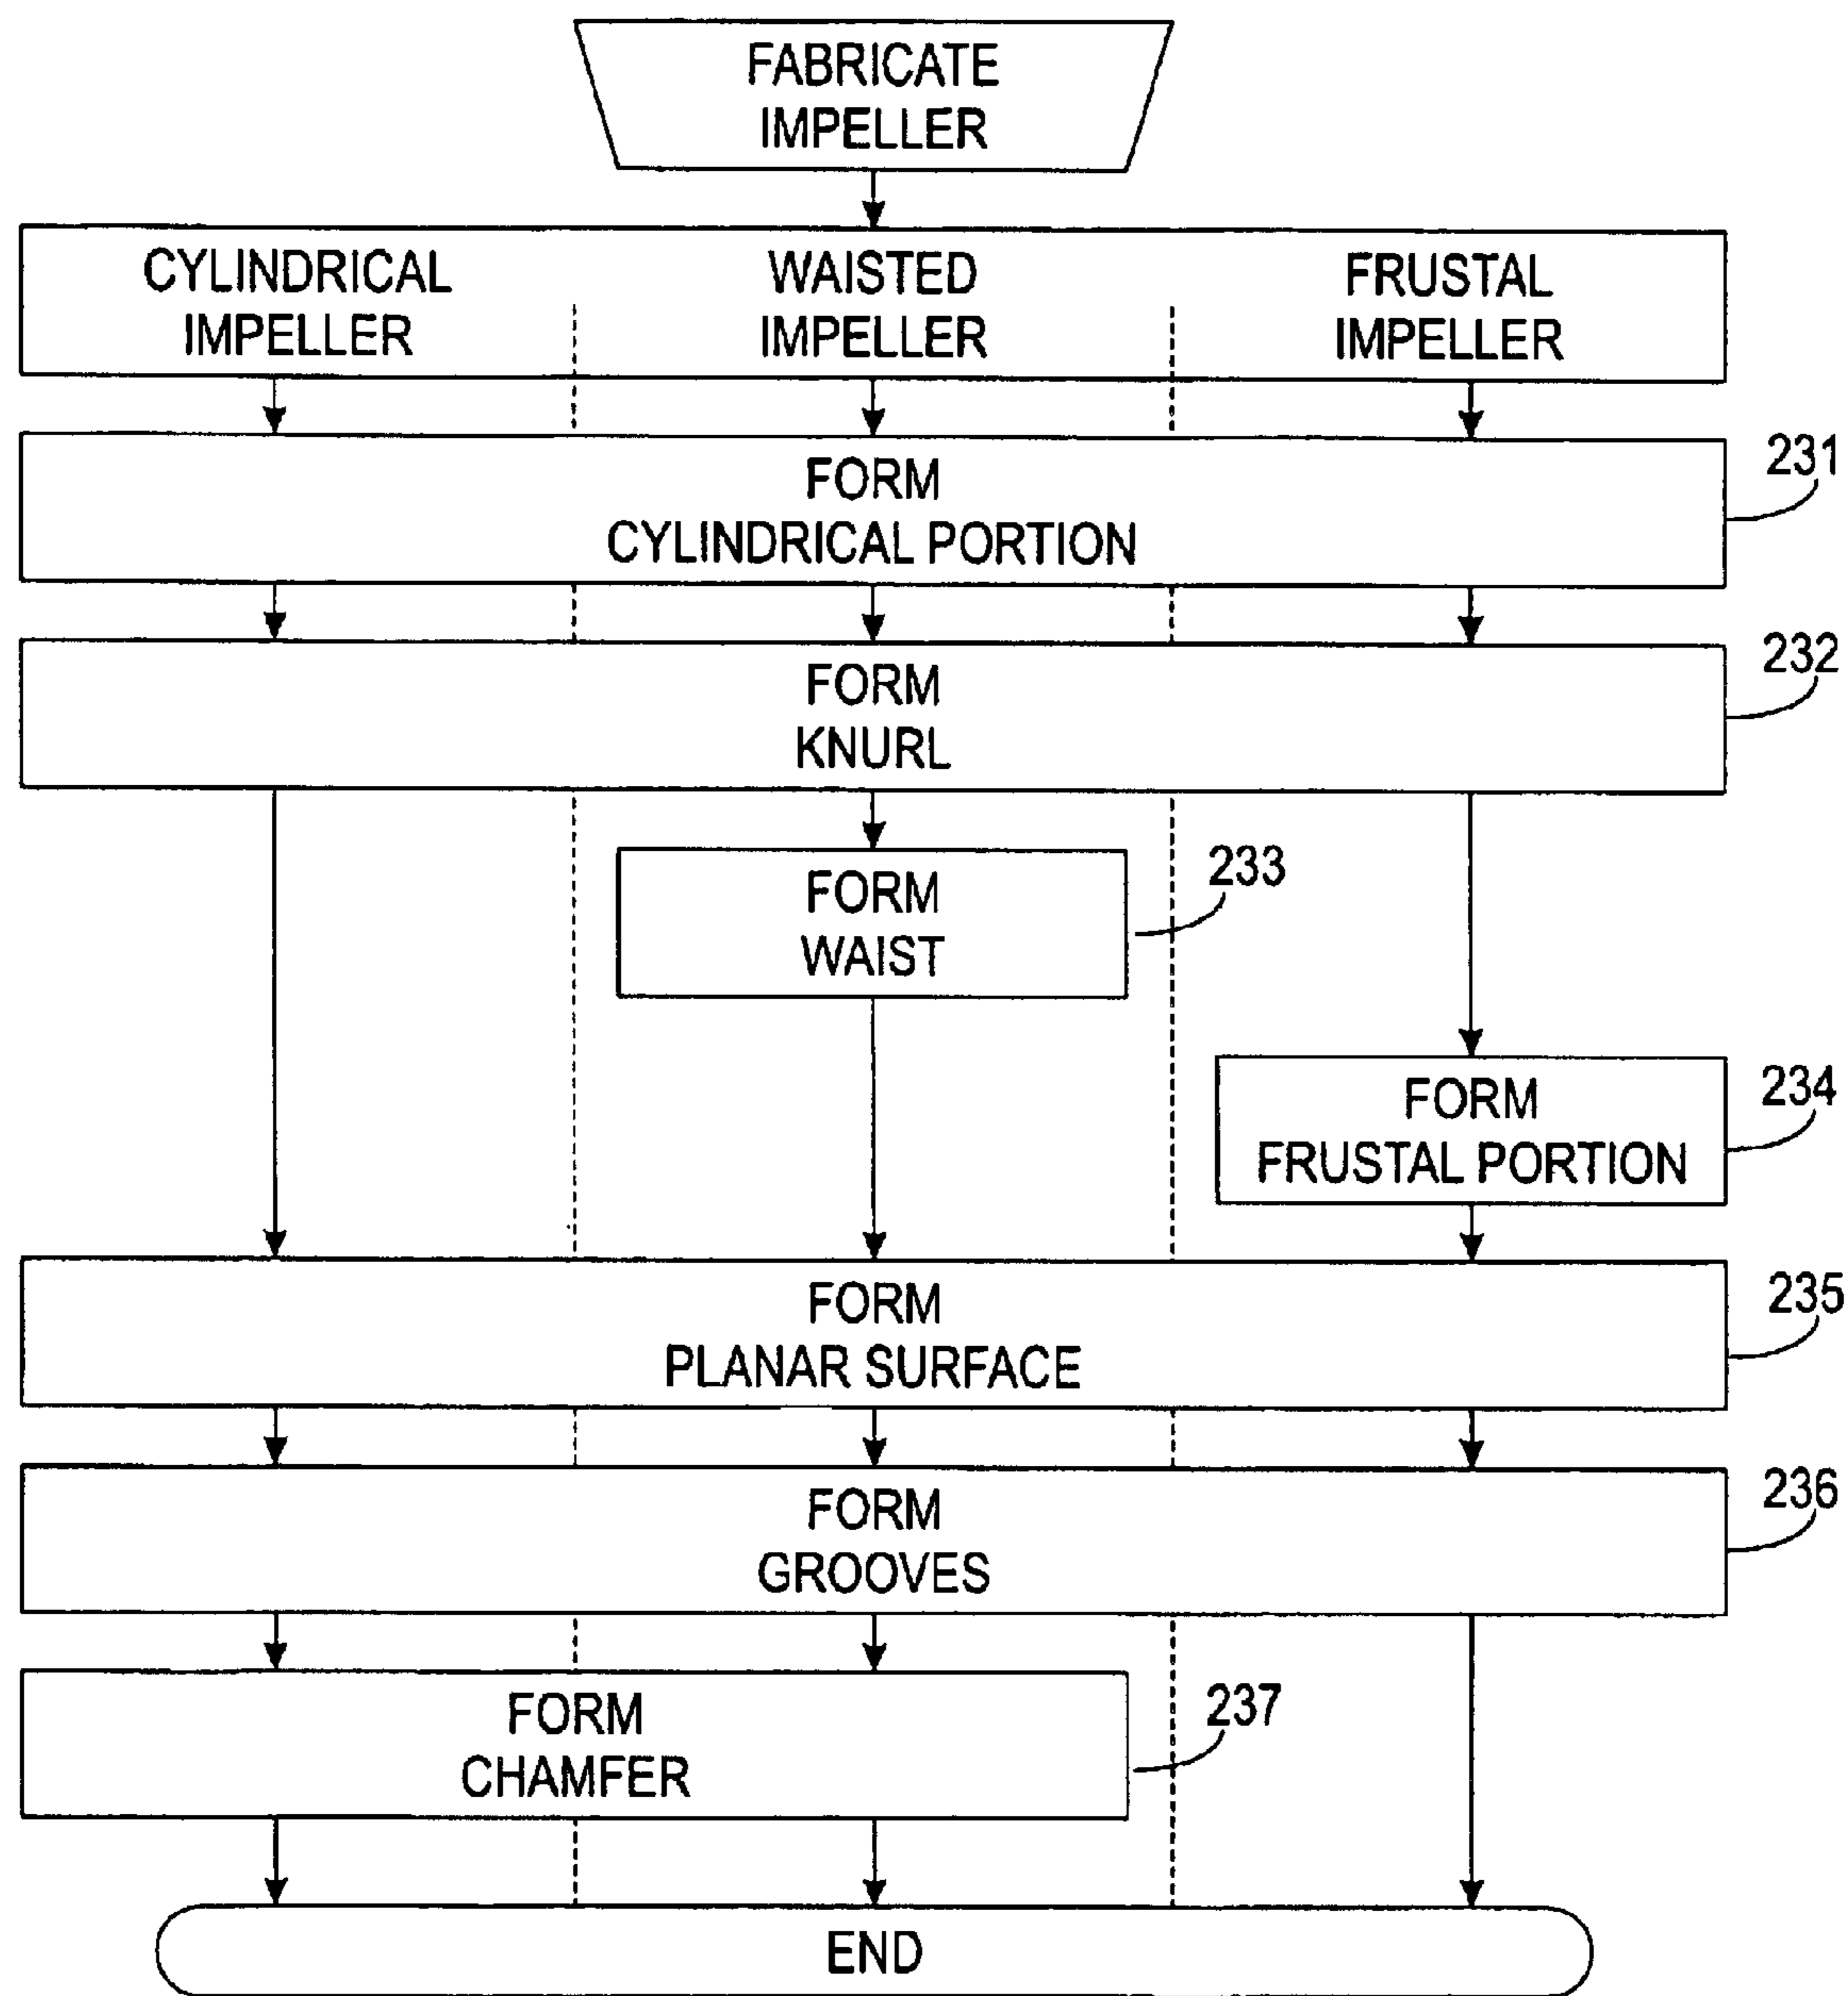 FABRICATE
IMPELLER
CYLINDRICAL
IMPELLER
WAISTED
IMPELLER
FRUSTAL
IMPELLER
FORM
CYLINDRICAL PORTION
231
FORM
KNURL
232
FORM
WAIST
233
FORM
FRUSTAL PORTION
234
FORM
PLANAR SURFACE
235
FORM
GROOVES
236
FORM
CHAMFER
237
END